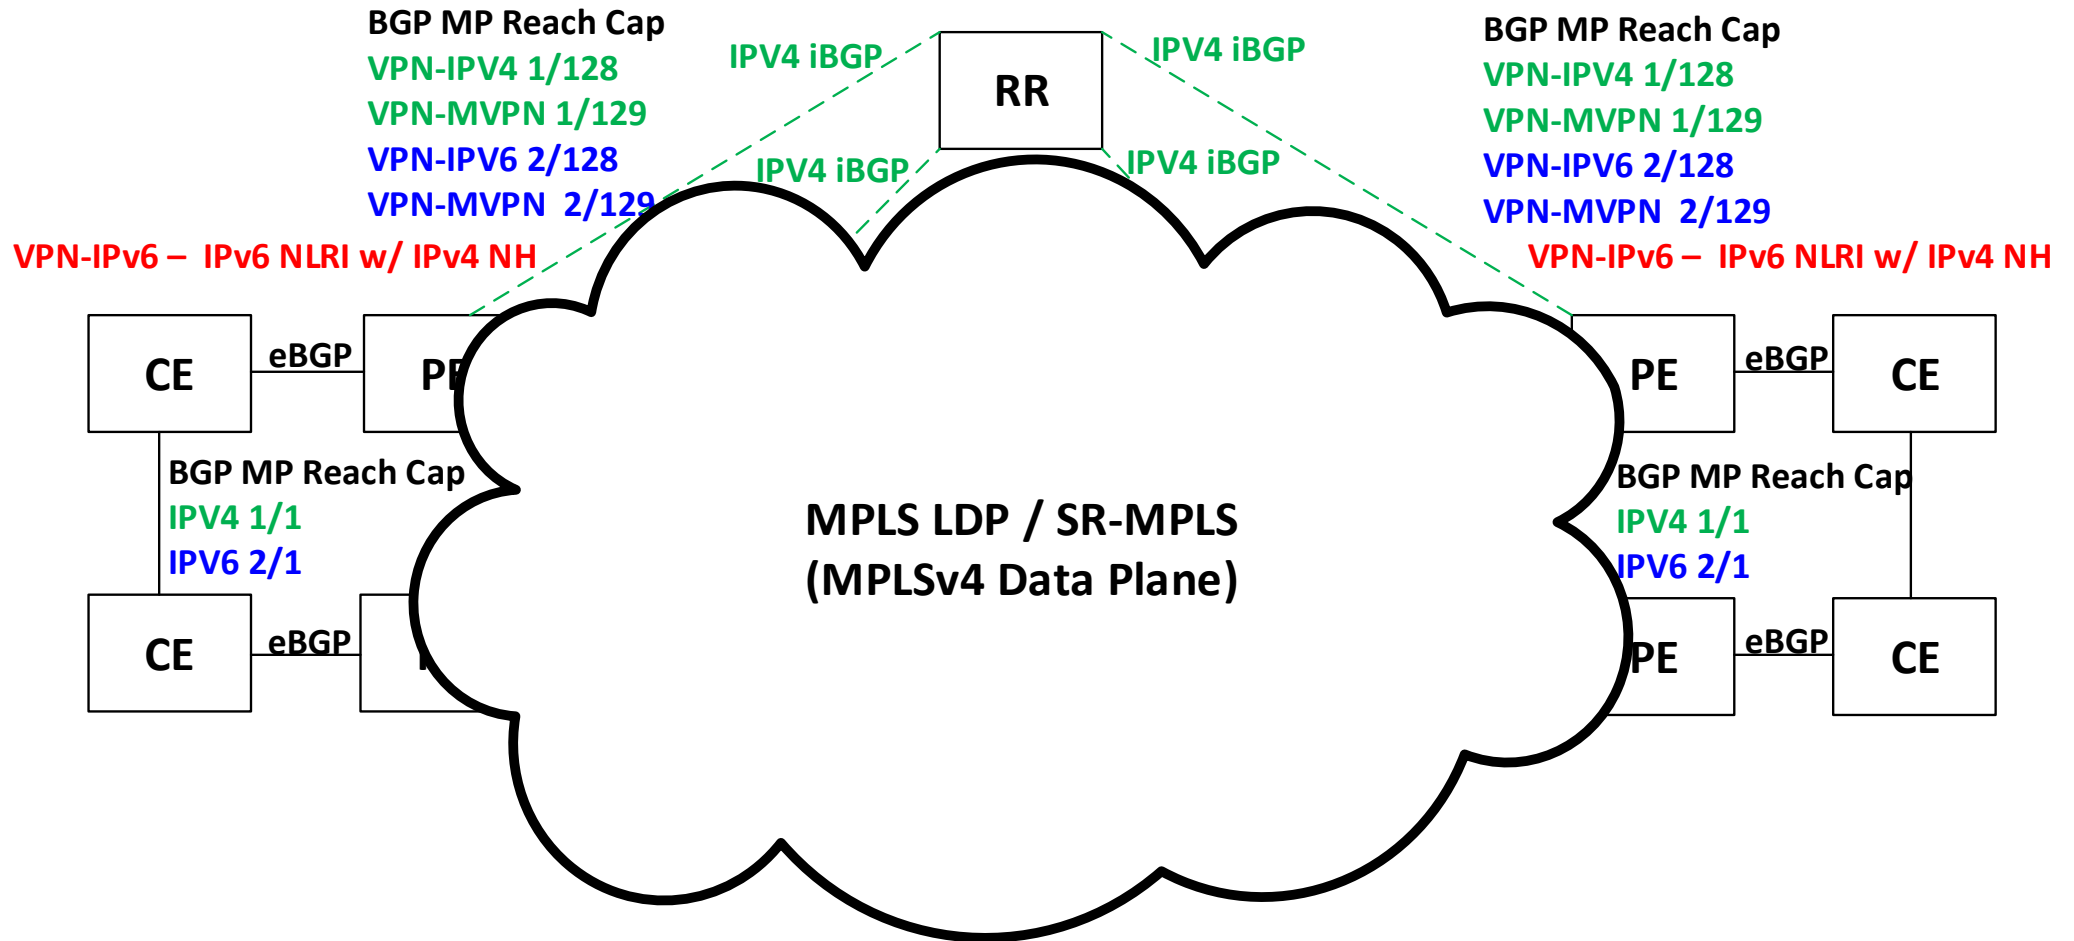 BGP MP Reach Cap
VPN-IPV4 1/128
VPN-MVPN 1/129
VPN-IPV6 2/128
VPN-MVPN  2/129
VPN-IPv6 –  IPv6 NLRI w/ IPv4 NH
IPV4 iBGP
IPV4 iBGP
RR
IPV4 iBGP
IPV4 iBGP
BGP MP Reach Cap
VPN-IPV4 1/128
VPN-MVPN 1/129
VPN-IPV6 2/128
VPN-MVPN  2/129
VPN-IPv6 –  IPv6 NLRI w/ IPv4 NH
CE
eBGP
PE
BGP MP Reach Cap
IPV4 1/1
IPV6 2/1
CE
eBGP
MPLS LDP / SR-MPLS
(MPLSv4 Data Plane)
PE
eBGP
CE
BGP MP Reach Cap
IPV4 1/1
IPV6 2/1
PE
eBGP
CE